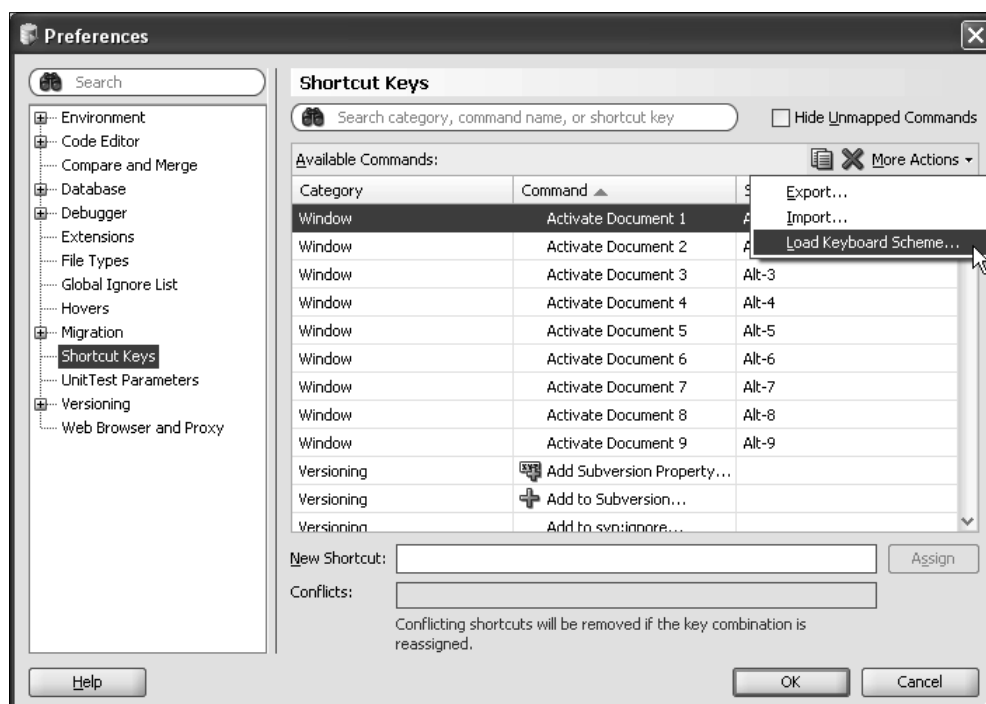 Preferences
Search
Environment
Code Editor
Compare and Merge
Database
Debugger
Extensions
File Types
Global Ignore List
Hovers
Migration
Shortcut Keys
UnitTest Parameters
Versioning
Web Browser and Proxy
Shortcut Keys
Search category, command name, or shortcut key
Hide Unmapped Commands
Available Commands:
More Actions
Export...
Import...
Load Keyboard Scheme...
Category Command
Window Activate Document 1
Window Activate Document 2
Window Activate Document 3 Alt-3
Window Activate Document 4 Alt-4
Window Activate Document 5 Alt-5
Window Activate Document 6 Alt-6
Window Activate Document 7 Alt-7
Window Activate Document 8 Alt-8
Window Activate Document 9 Alt-9
Versioning Add Subversion Property...
Versioning Add to Subversion...
Versioning Add to svn:ignore...
New Shortcut:
Assign
Conflicts:
Conflicting shortcuts will be removed if the key combination is
reassigned.
Help
OK
Cancel